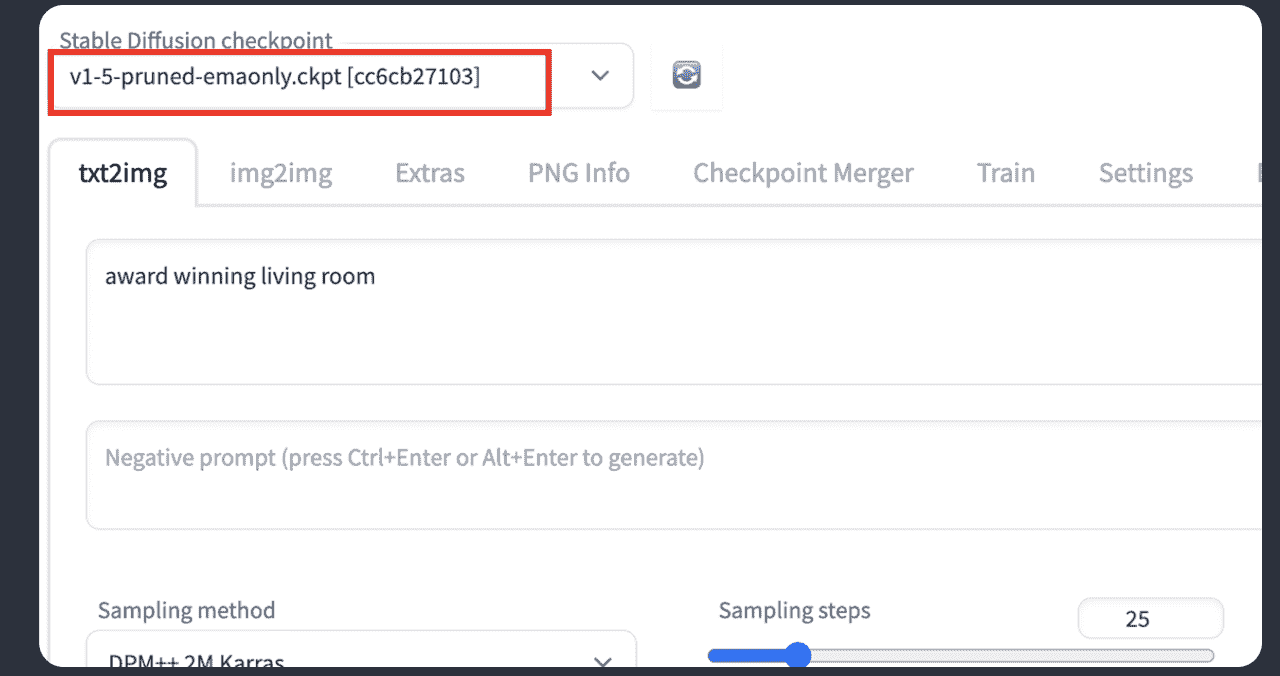 Stable Diffusion checkpoint
v1-5-pruned-emaonly.ckpt [cc6cb27103]
txt2img img2img Extras PNG Info Checkpoint Merger Train Settings
award winning living room
Negative prompt (press Ctrl+Enter or Alt+Enter to generate)
Sampling method Sampling steps 25
DPM++ 2M Karras